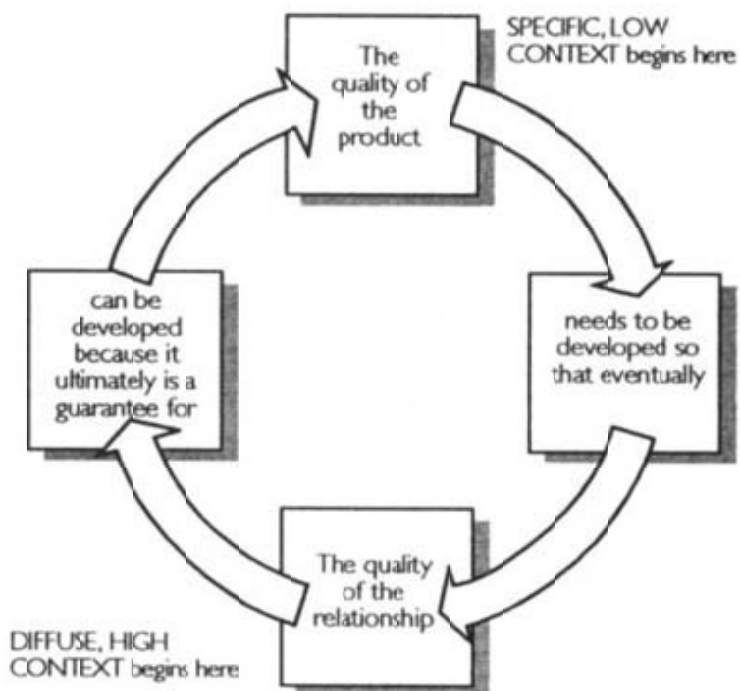 SPECIFIC, LOW
CONTEXT begins here
The
quality of
the
product
needs to be
developed so
that eventually
The quality
of the
relationship
DIFFUSE, HIGH
CONTEXT begins here
can be
developed
because it
ultimately is a
guarantee for